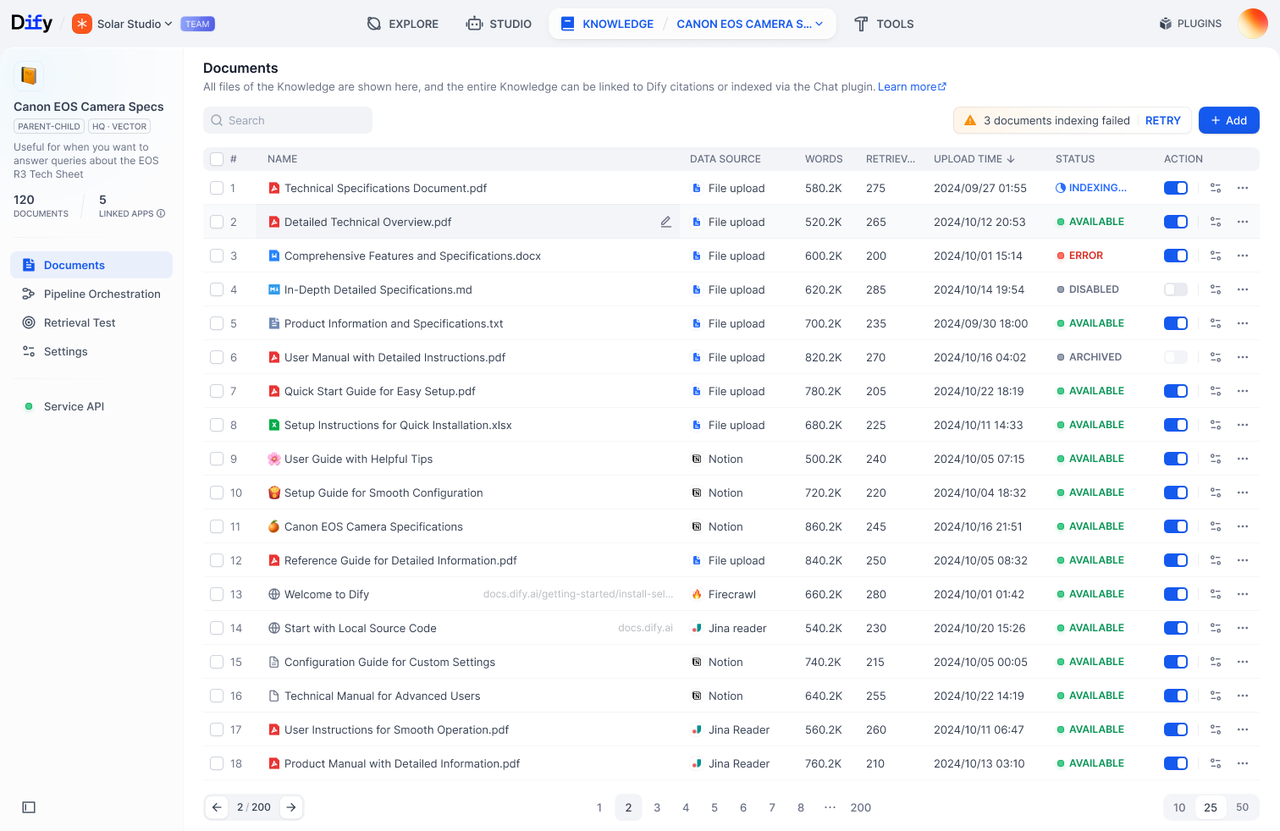 Dify / Solar Studio TEAM EXPLORE STUDIO KNOWLEDGE / CANON EOS CAMERA S... TOOLS PLUGINS
Canon EOS Camera Specs
PARENT-CHILD HQ · VECTOR
Useful for when you want to
answer queries about the EOS
R3 Tech Sheet
120 5
DOCUMENTS LINKED APPS
Documents
Pipeline Orchestration
Retrieval Test
Settings
Service API
Documents
All files of the Knowledge are shown here, and the entire Knowledge can be linked to Dify citations or indexed via the Chat plugin. Learn more
Search 3 documents indexing failed RETRY + Add
# NAME DATA SOURCE WORDS RETRIEV... UPLOAD TIME ↓ STATUS ACTION
1 Technical Specifications Document.pdf File upload 580.2K 275 2024/09/27 01:55 INDEXING...
2 Detailed Technical Overview.pdf File upload 520.2K 265 2024/10/12 20:53 AVAILABLE
3 Comprehensive Features and Specifications.docx File upload 600.2K 200 2024/10/01 15:14 ERROR
4 In-Depth Detailed Specifications.md File upload 620.2K 285 2024/10/14 19:54 DISABLED
5 Product Information and Specifications.txt File upload 700.2K 235 2024/09/30 18:00 AVAILABLE
6 User Manual with Detailed Instructions.pdf File upload 820.2K 270 2024/10/16 04:02 ARCHIVED
7 Quick Start Guide for Easy Setup.pdf File upload 780.2K 205 2024/10/22 18:19 AVAILABLE
8 Setup Instructions for Quick Installation.xlsx File upload 680.2K 225 2024/10/11 14:33 AVAILABLE
9 User Guide with Helpful Tips Notion 500.2K 240 2024/10/05 07:15 AVAILABLE
10 Setup Guide for Smooth Configuration Notion 720.2K 220 2024/10/04 18:32 AVAILABLE
11 Canon EOS Camera Specifications Notion 860.2K 245 2024/10/16 21:51 AVAILABLE
12 Reference Guide for Detailed Information.pdf File upload 840.2K 250 2024/10/05 08:32 AVAILABLE
13 Welcome to Dify docs.dify.ai/getting-started/install-sel... Firecrawl 660.2K 280 2024/10/01 01:42 AVAILABLE
14 Start with Local Source Code docs.dify.ai Jina reader 540.2K 230 2024/10/20 15:26 AVAILABLE
15 Configuration Guide for Custom Settings Notion 740.2K 215 2024/10/05 00:05 AVAILABLE
16 Technical Manual for Advanced Users Notion 640.2K 255 2024/10/22 14:19 AVAILABLE
17 User Instructions for Smooth Operation.pdf Jina Reader 560.2K 260 2024/10/11 06:47 AVAILABLE
18 Product Manual with Detailed Information.pdf Jina Reader 760.2K 210 2024/10/13 03:10 AVAILABLE
← 2 / 200 → 1 2 3 4 5 6 7 8 ... 200 10 25 50